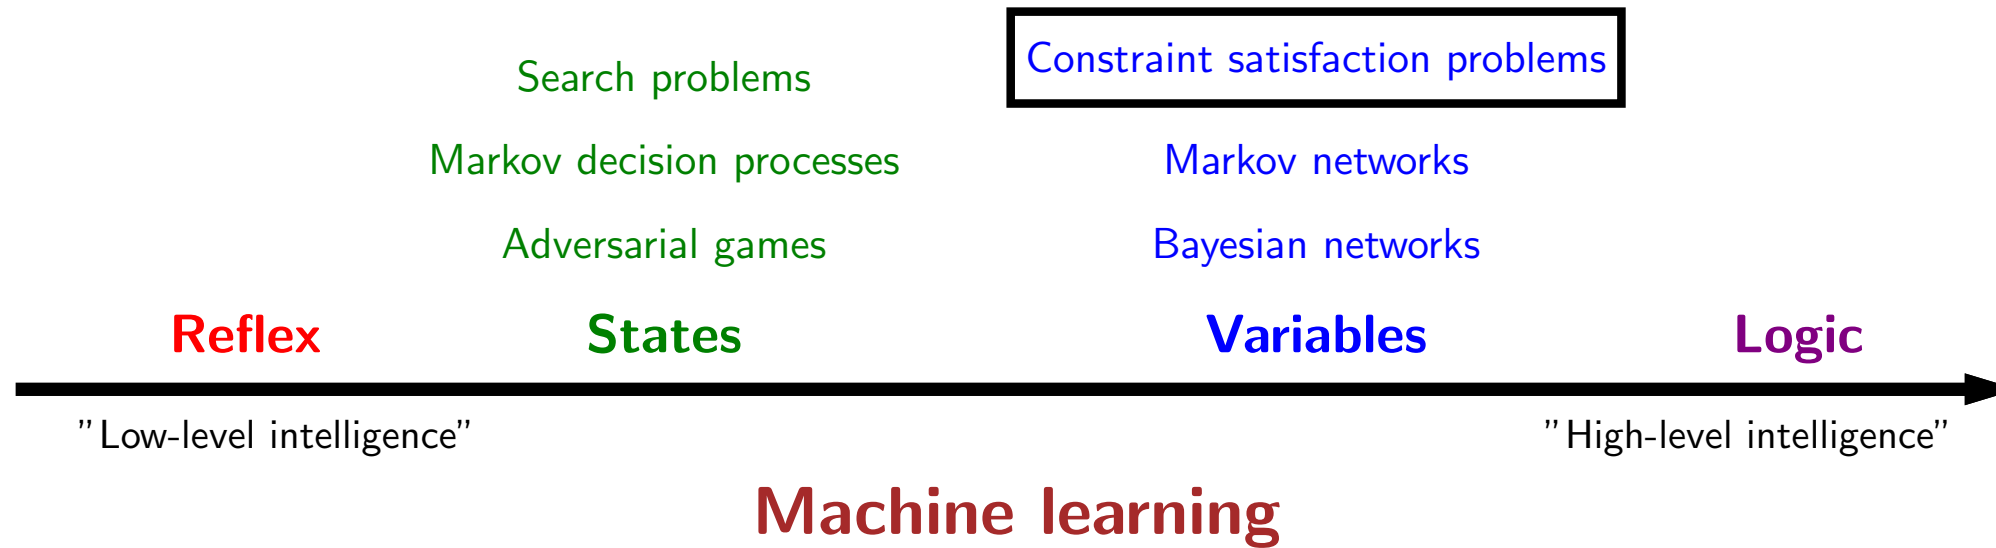 Constraint satisfaction problems
Search problems
Markov decision processes
Markov networks
Adversarial games
Bayesian networks
Reflex
States
Variables
Logic
"Low-level intelligence"
"High-level intelligence"
Machine learning